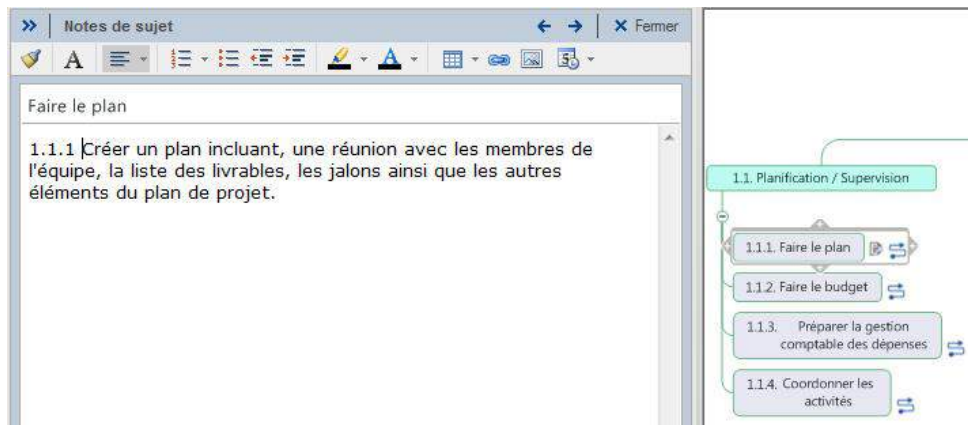 Notes de sujet
Fermer
Faire le plan
1.1.1 Créer un plan incluant, une réunion avec les membres de
l'équipe, la liste des livrables, les jalons ainsi que les autres
éléments du plan de projet.
1.1. Planification / Supervision
1.1.1. Faire le plan
1.1.2. Faire le budget
1.1.3. Préparer la gestion
comptable des dépenses
1.1.4. Coordonner les
activités